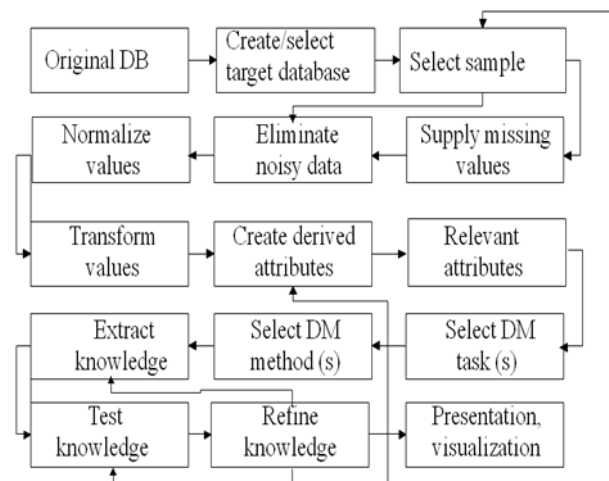 Original DB
Create/select
target database
Select sample
Normalize
values
Eliminate
noisy data
Supply missing
values
Transform
values
Create derived
attributes
Relevant
attributes
Extract
knowledge
Select DM
method (s)
Select DM
task (s)
Test
knowledge
Refine
knowledge
Presentation,
visualization